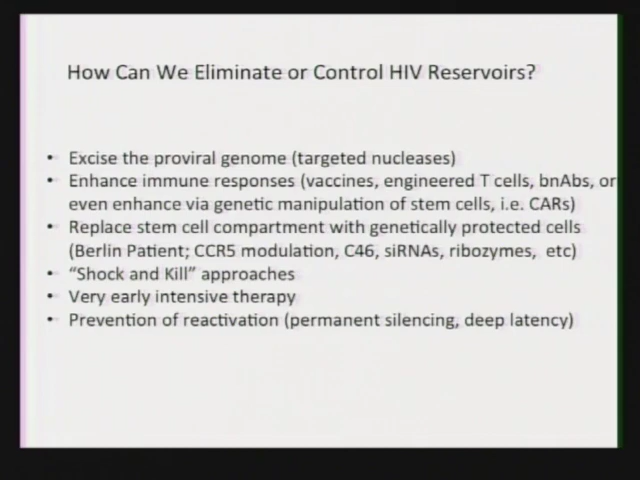 How Can We Eliminate or Control HIV Reservoirs?
• Excise the proviral genome (targeted nucleases)
• Enhance immune responses (vaccines, engineered T cells, bnAbs, or
even enhance via genetic manipulation of stem cells, i.e. CARs)
• Replace stem cell compartment with genetically protected cells
(Berlin Patient; CCR5 modulation, C46, siRNAs, ribozymes, etc)
• “Shock and Kill” approaches
• Very early intensive therapy
• Prevention of reactivation (permanent silencing, deep latency)